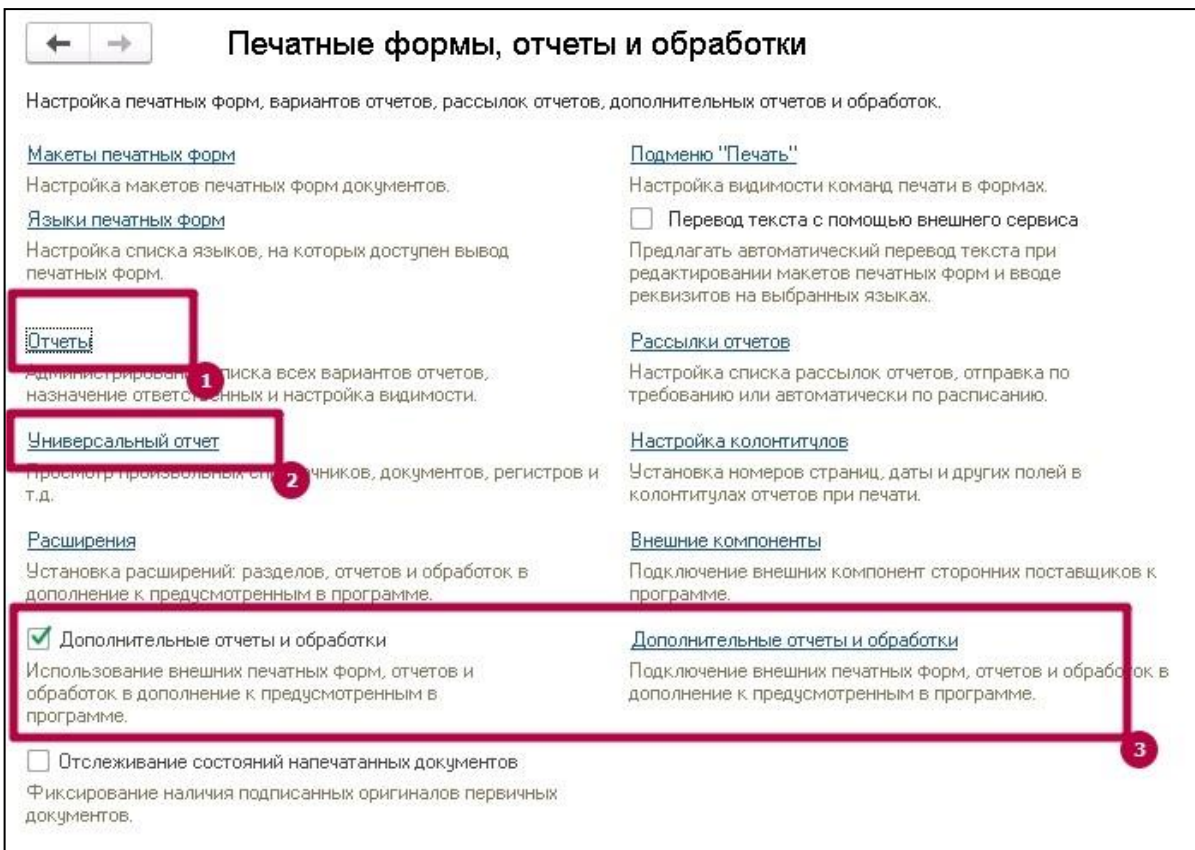 Печатные формы, отчеты и обработки
Настройка печатных форм, вариантов отчетов, рассылок отчетов, дополнительных отчетов и обработок.
Макеты печатных форм
Настройка макетов печатных форм документов.
Подменю "Печать"
Настройка видимости команд печати в формах.
Языки печатных форм
Настройка списка языков, на которых доступен вывод
печатных форм.
Перевод текста с помощью внешнего сервиса
Предлагать автоматический перевод текста при
редактировании макетов печатных форм и вводе
реквизитов на выбранных языках.
Отчеты
1
списка всех вариантов отчетов,
назначение ответственных и настройка видимости.
Рассылки отчетов
Настройка списка рассылок отчетов, отправка по
требованию или автоматически по расписанию.
Универсальный отчет
2
Просмотр произвольных документов, регистров и
т.д.
Настройка колонтитулов
Установка номеров страниц, даты и других полей в
колонтитулах отчетов при печати.
Расширения
Установка расширений: разделов, отчетов и обработок в
дополнение к предусмотренным в программе.
Внешние компоненты
Подключение внешних компонент сторонних поставщиков к
программе.
Дополнительные отчеты и обработки
Использование внешних печатных форм, отчетов и
обработок в дополнение к предусмотренным в
программе.
Дополнительные отчеты и обработки
Подключение внешних печатных форм, отчетов и обработок в
дополнение к предусмотренным в программе.
3
Отслеживание состояний напечатанных документов
Фиксирование наличия подписанных оригиналов первичных
документов.